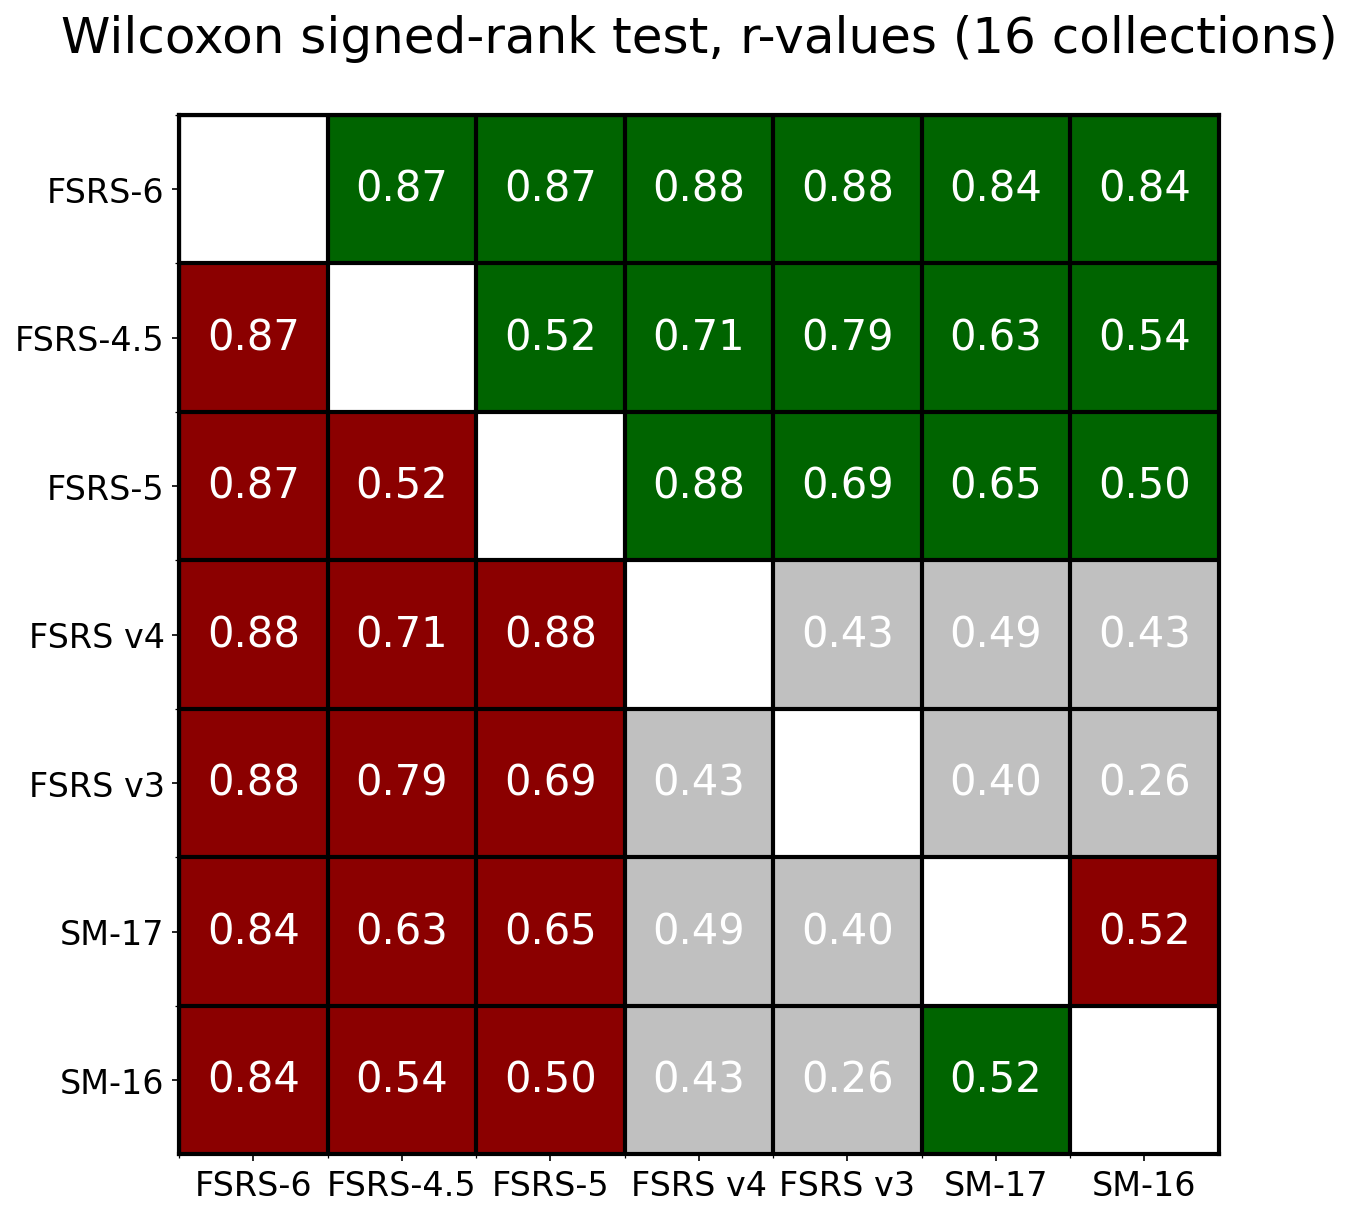 Wilcoxon signed-rank test, r-values (16 collections)
FSRS-6 0.87 0.87 0.88 0.88 0.84 0.84
FSRS-4.5 0.87 0.52 0.71 0.79 0.63 0.54
FSRS-5 0.87 0.52 0.88 0.69 0.65 0.50
FSRS v4 0.88 0.71 0.88 0.43 0.49 0.43
FSRS v3 0.88 0.79 0.69 0.43 0.40 0.26
SM-17 0.84 0.63 0.65 0.49 0.40 0.52
SM-16 0.84 0.54 0.50 0.43 0.26 0.52
FSRS-6 FSRS-4.5 FSRS-5 FSRS v4 FSRS v3 SM-17 SM-16